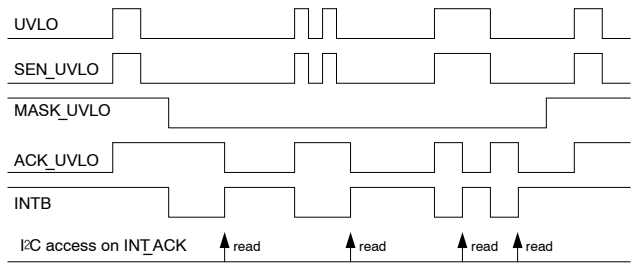 UVLO
SEN_UVLO
MASK_UVLO
ACK_UVLO
INTB
I2C access on INT_ACK read read read read